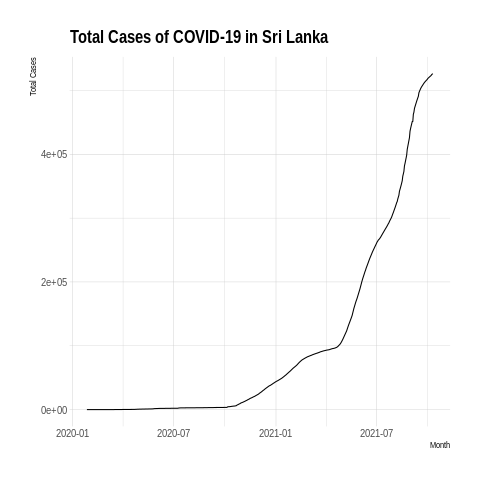 Total Cases of COVID-19 in Sri Lanka
Total Cases
4e+05
2e+05
0e+00
2020-01 2020-07 2021-01 2021-07
Month